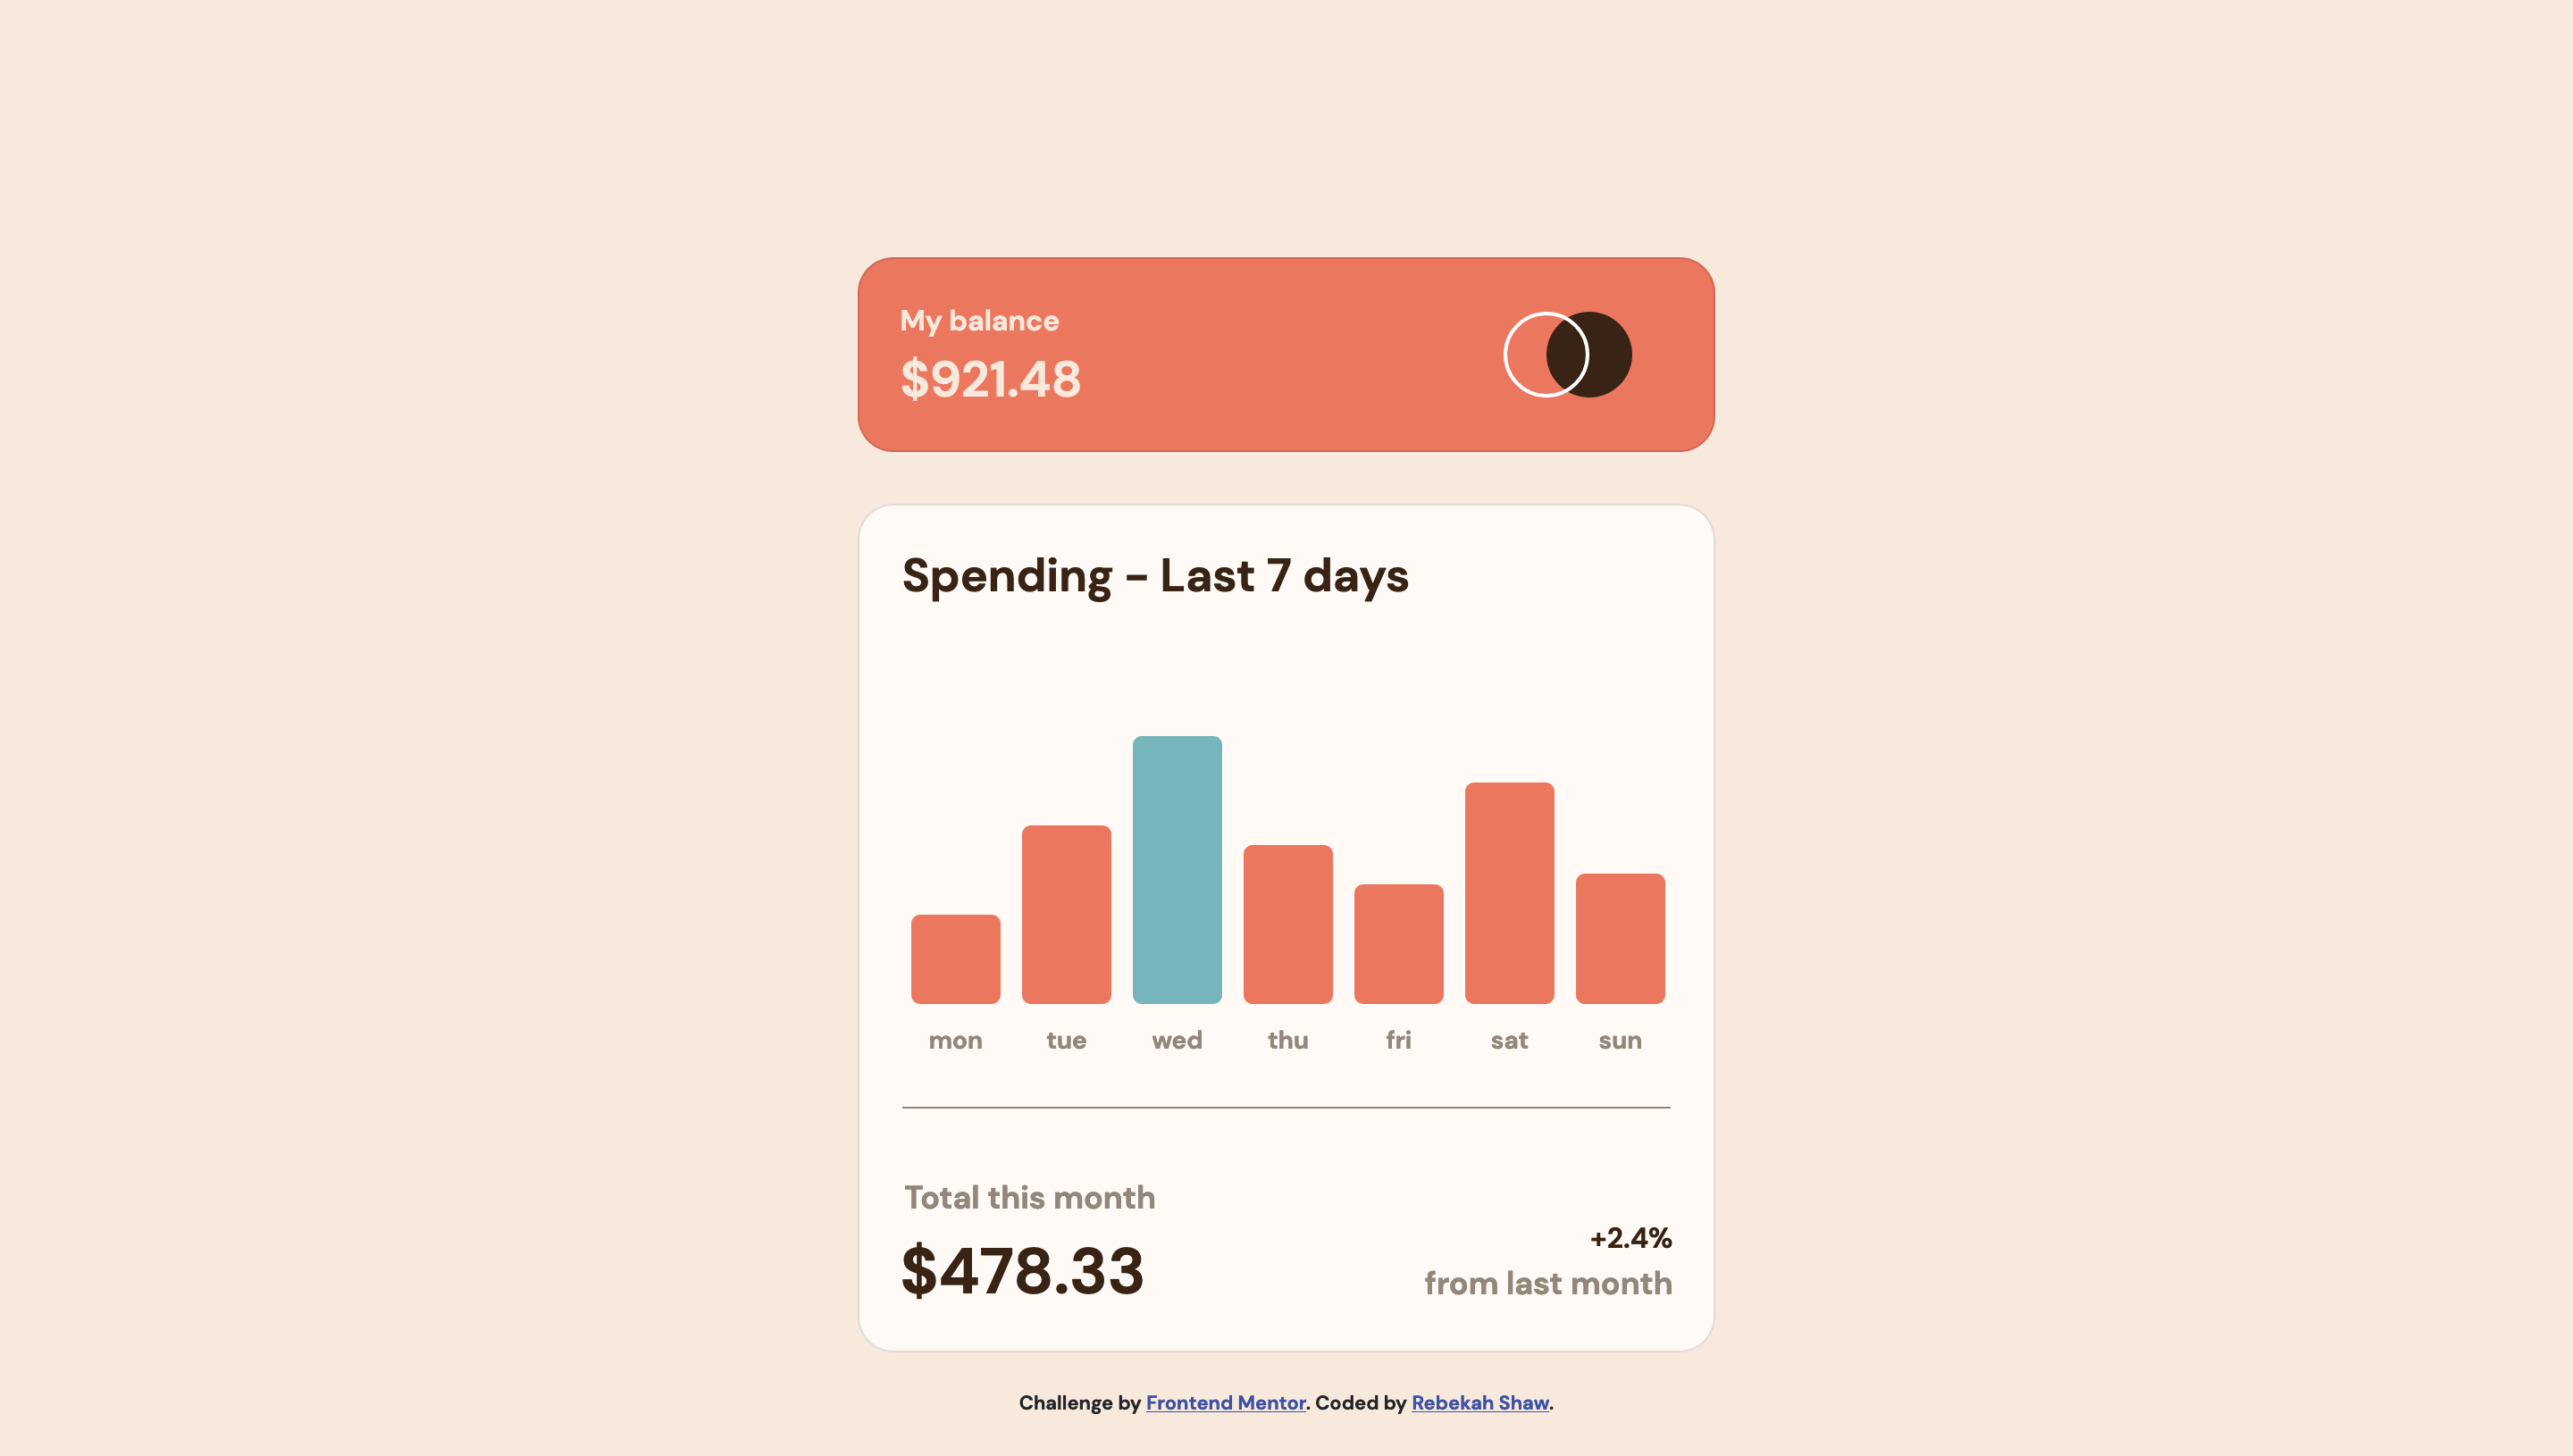 My balance
$921.48
Spending - Last 7 days
mon tue wed thu fri sat sun
Total this month
$478.33
+2.4%
from last month
Challenge by Frontend Mentor. Coded by Rebekah Shaw.